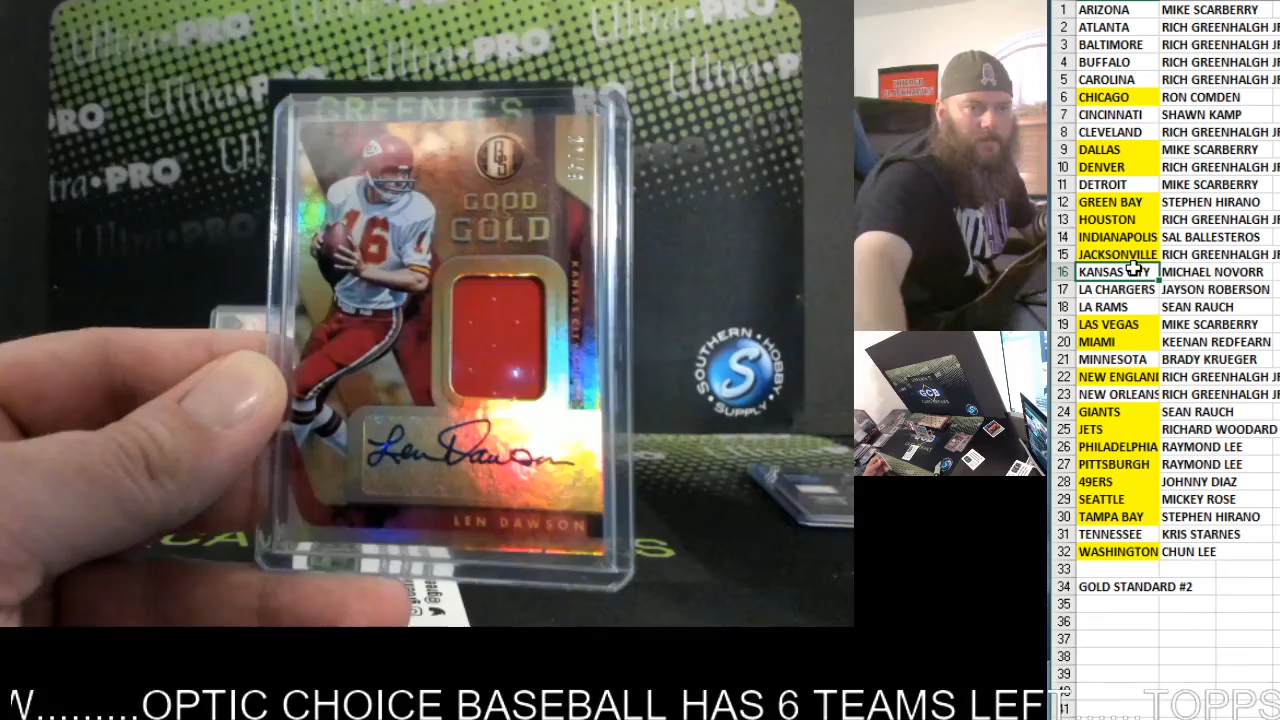 Ultra•PRO
PRO
Ultra•PRO
GREENIE'S
GOOD
GOLD
KANSAS CITY
16
Len Dawson
LEN DAWSON
SOUTHERN HOBBY SUPPLY
S
1 ARIZONA MIKE SCARBERRY
2 ATLANTA RICH GREENHALGH JR
3 BALTIMORE RICH GREENHALGH JR
4 BUFFALO RICH GREENHALGH JR
5 CAROLINA RICH GREENHALGH JR
6 CHICAGO RON COMDEN
7 CINCINNATI SHAWN KAMP
8 CLEVELAND RICH GREENHALGH JR
9 DALLAS MIKE SCARBERRY
10 DENVER RICH GREENHALGH JR
11 DETROIT MIKE SCARBERRY
12 GREEN BAY STEPHEN HIRANO
13 HOUSTON RICH GREENHALGH JR
14 INDIANAPOLIS SAL BALLESTEROS
15 JACKSONVILLE RICH GREENHALGH JR
16 KANSAS CITY MICHAEL NOVORR
17 LA CHARGERS JAYSON ROBERSON
18 LA RAMS SEAN RAUCH
19 LAS VEGAS MIKE SCARBERRY
20 MIAMI KEENAN REDFEARN
21 MINNESOTA BRADY KRUEGER
22 NEW ENGLAND RICH GREENHALGH JR
23 NEW ORLEANS RICH GREENHALGH JR
24 GIANTS SEAN RAUCH
25 JETS RICHARD WOODARD
26 PHILADELPHIA RAYMOND LEE
27 PITTSBURGH RAYMOND LEE
28 49ERS JOHNNY DIAZ
29 SEATTLE MICKEY ROSE
30 TAMPA BAY STEPHEN HIRANO
31 TENNESSEE KRIS STARNES
32 WASHINGTON CHUN LEE
33
34 GOLD STANDARD #2
35
36
37
38
39
41
W.........OPTIC CHOICE BASEBALL HAS 6 TEAMS LEFT.......TOPPS